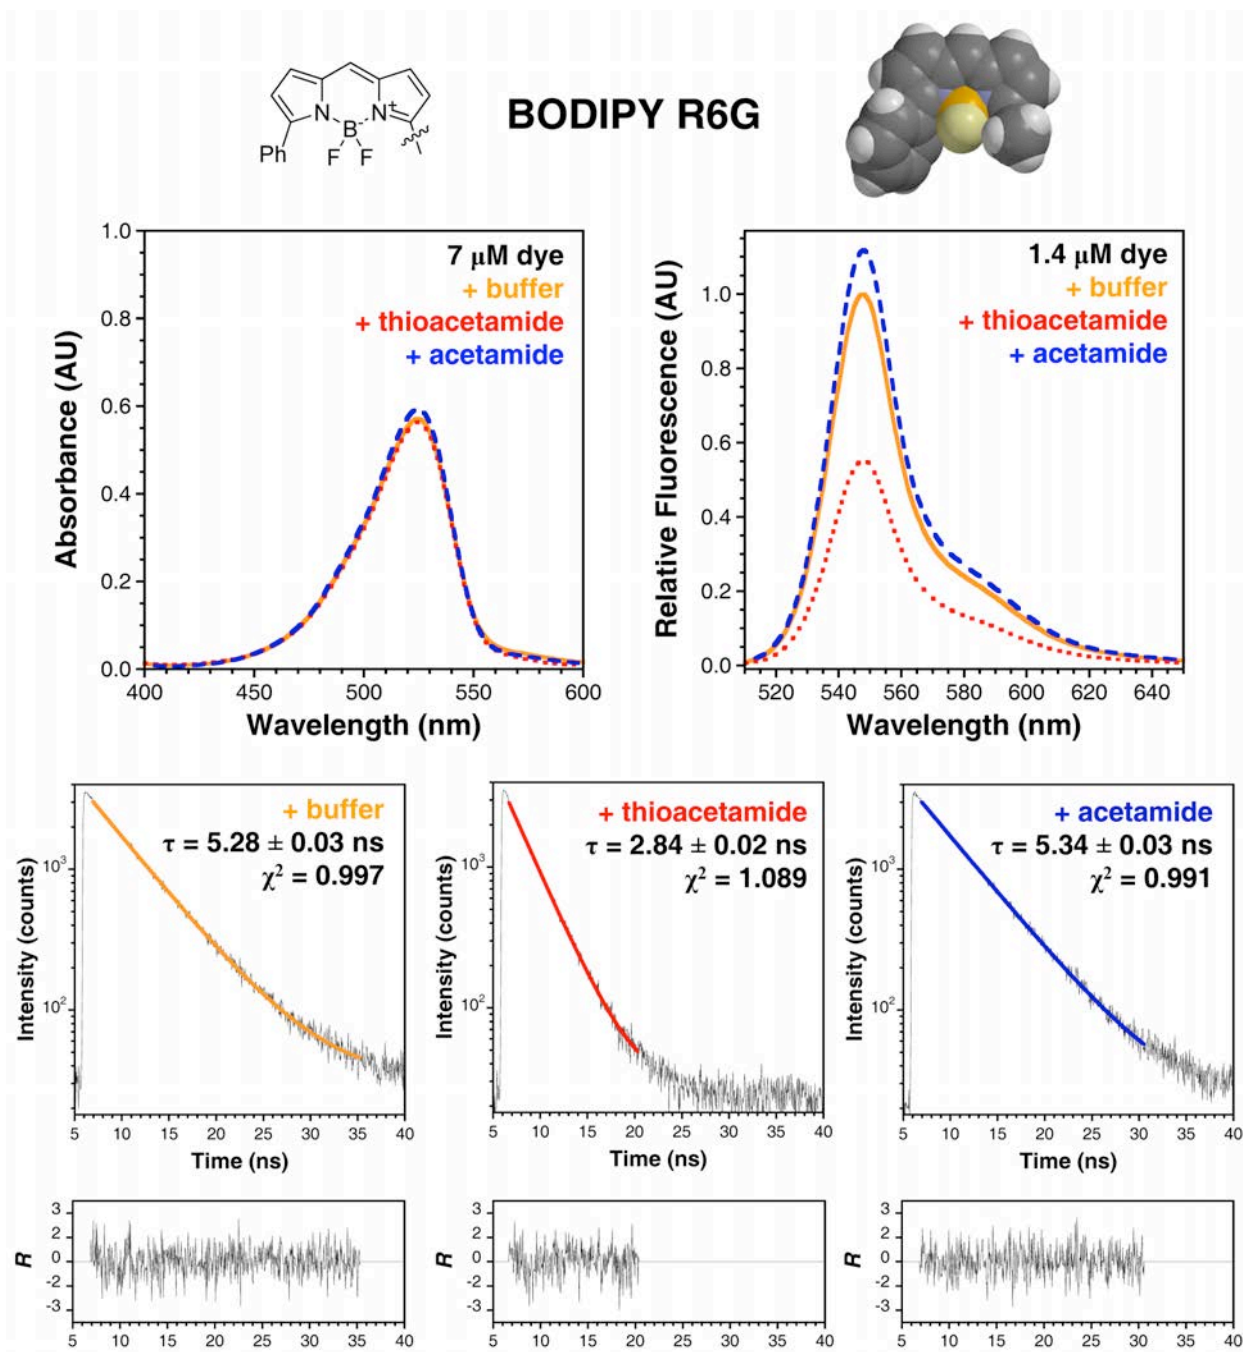 BODIPY R6G
N
N+
B-
Ph
F F
1.0
0.8
0.6
0.4
0.2
0.0
Absorbance (AU)
7 µM dye
+ buffer
+ thioacetamide
+ acetamide
400 450 500 550 600
Wavelength (nm)
1.0
0.8
0.6
0.4
0.2
0.0
Relative Fluorescence (AU)
1.4 µM dye
+ buffer
+ thioacetamide
+ acetamide
520 540 560 580 600 620 640
Wavelength (nm)
+ buffer
τ = 5.28 ± 0.03 ns
χ² = 0.997
10³
10²
Intensity (counts)
5 10 15 20 25 30 35 40
Time (ns)
+ thioacetamide
τ = 2.84 ± 0.02 ns
χ² = 1.089
10³
10²
Intensity (counts)
5 10 15 20 25 30 35 40
Time (ns)
+ acetamide
τ = 5.34 ± 0.03 ns
χ² = 0.991
10³
10²
Intensity (counts)
5 10 15 20 25 30 35 40
Time (ns)
R
3
2
0
-2
-3
5 10 15 20 25 30 35 40
R
3
2
0
-2
-3
5 10 15 20 25 30 35 40
R
3
2
0
-2
-3
5 10 15 20 25 30 35 40